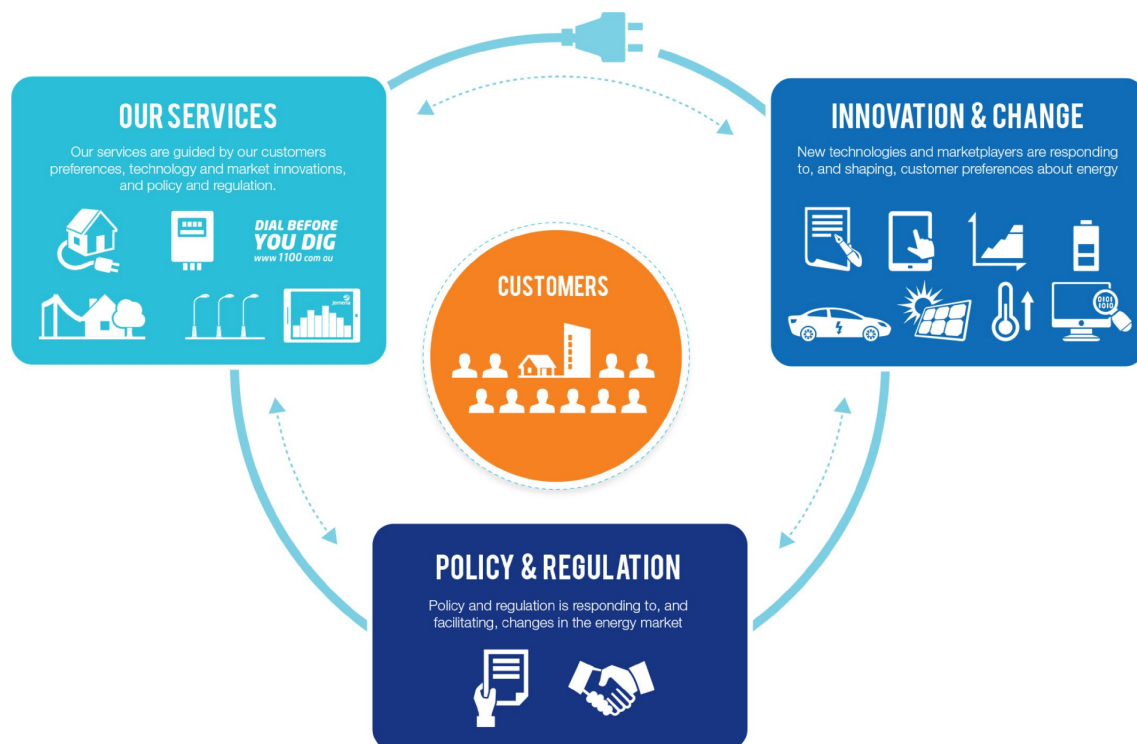 OUR SERVICES
Our services are guided by our customers
preferences, technology and market innovations,
and policy and regulation.
DIAL BEFORE
YOU DIG
www 1100 com au
Jemena
INNOVATION & CHANGE
New technologies and marketplayers are responding
to, and shaping, customer preferences about energy
0101
1010
CUSTOMERS
POLICY & REGULATION
Policy and regulation is responding to, and
facilitating, changes in the energy market